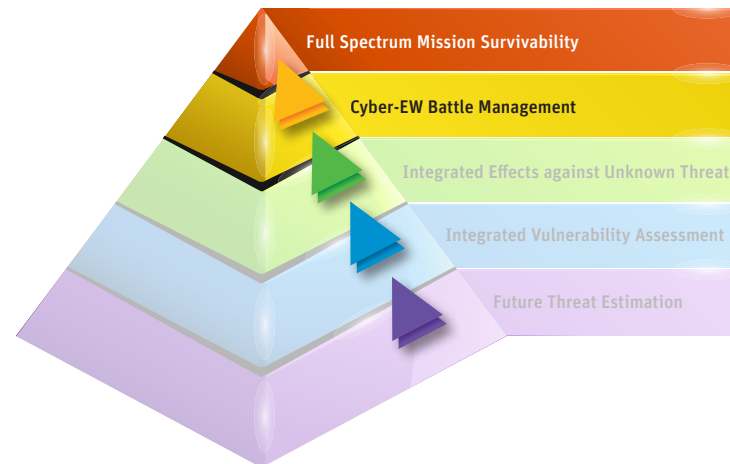 Full Spectrum Mission Survivability
Cyber-EW Battle Management
Integrated Effects against Unknown Threat
Integrated Vulnerability Assessment
Future Threat Estimation